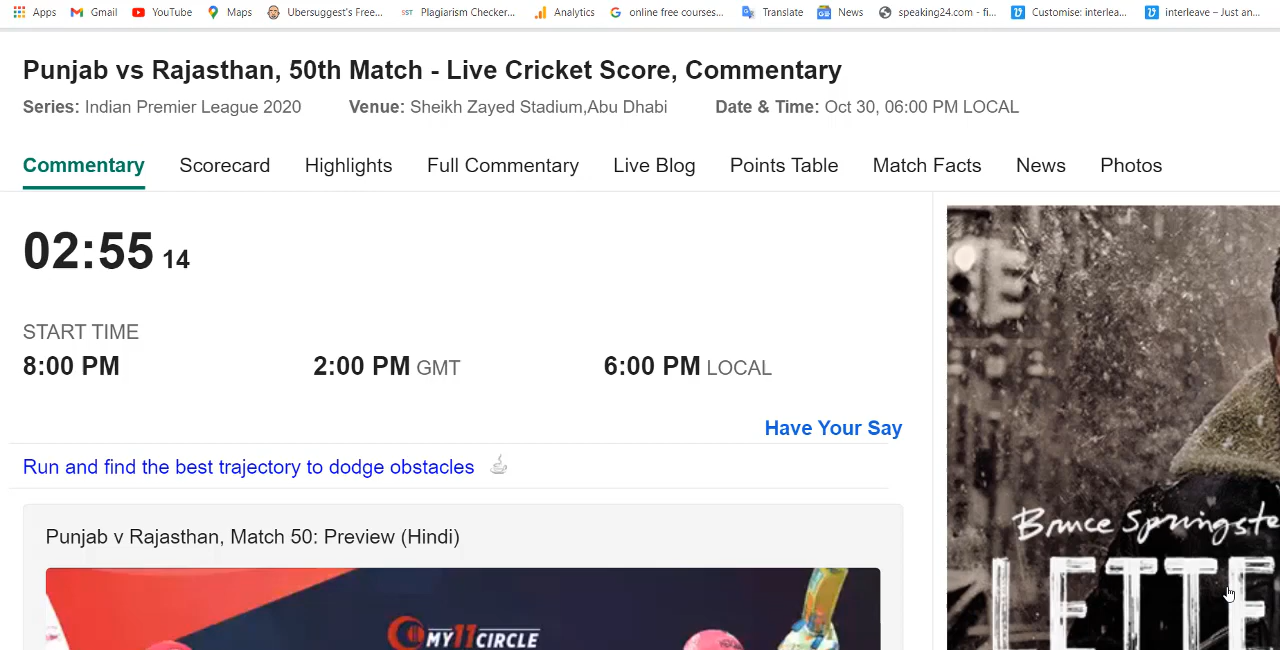 Apps Gmail YouTube Maps Ubersuggest's Free... SST Plagiarism Checker... Analytics online free courses... Translate News speaking24.com - fi... Customise: interlea... interleave – Just an...
Punjab vs Rajasthan, 50th Match - Live Cricket Score, Commentary
Series: Indian Premier League 2020 Venue: Sheikh Zayed Stadium,Abu Dhabi Date & Time: Oct 30, 06:00 PM LOCAL
Commentary Scorecard Highlights Full Commentary Live Blog Points Table Match Facts News Photos
02:55 14
START TIME
8:00 PM 2:00 PM GMT 6:00 PM LOCAL
Have Your Say
Run and find the best trajectory to dodge obstacles
Punjab v Rajasthan, Match 50: Preview (Hindi)
MY11CIRCLE
Bruce Springste
LETTE